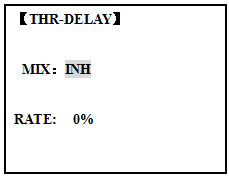 【THR-DELAY】
MIX：INH
RATE: 0%